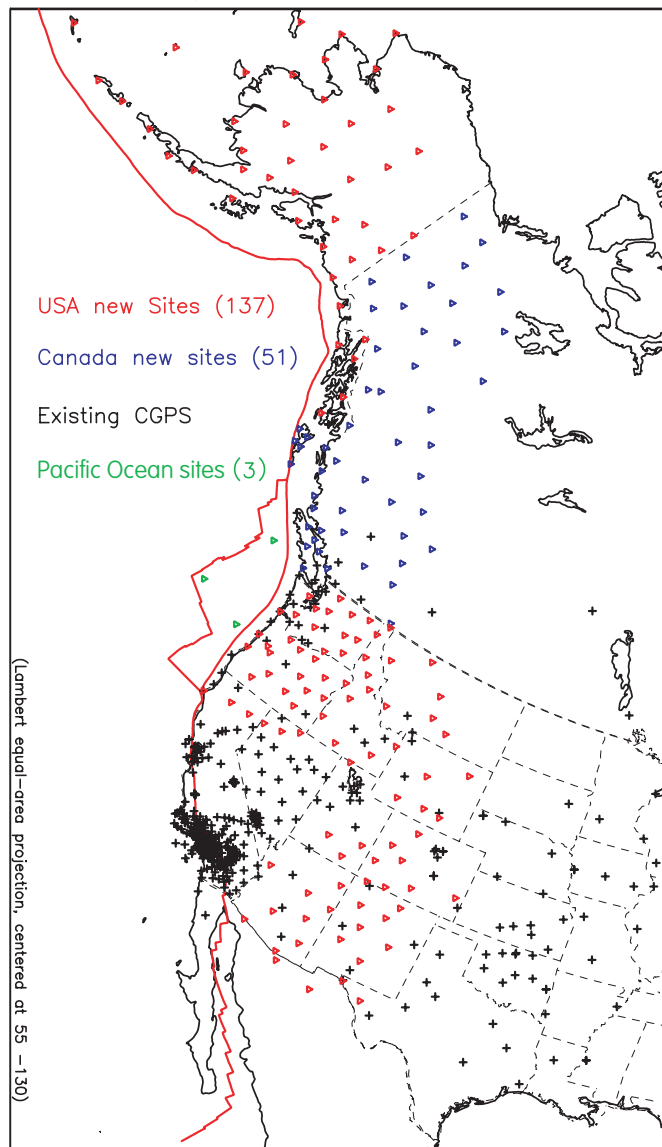 USA new Sites (137)
Canada new sites (51)
Existing CGPS
Pacific Ocean sites (3)
(Lambert equal-area projection, centered at 55 -130)